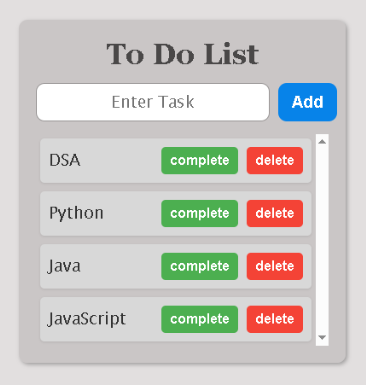 To Do List
Enter Task Add
DSA complete delete
Python complete delete
Java complete delete
JavaScript complete delete